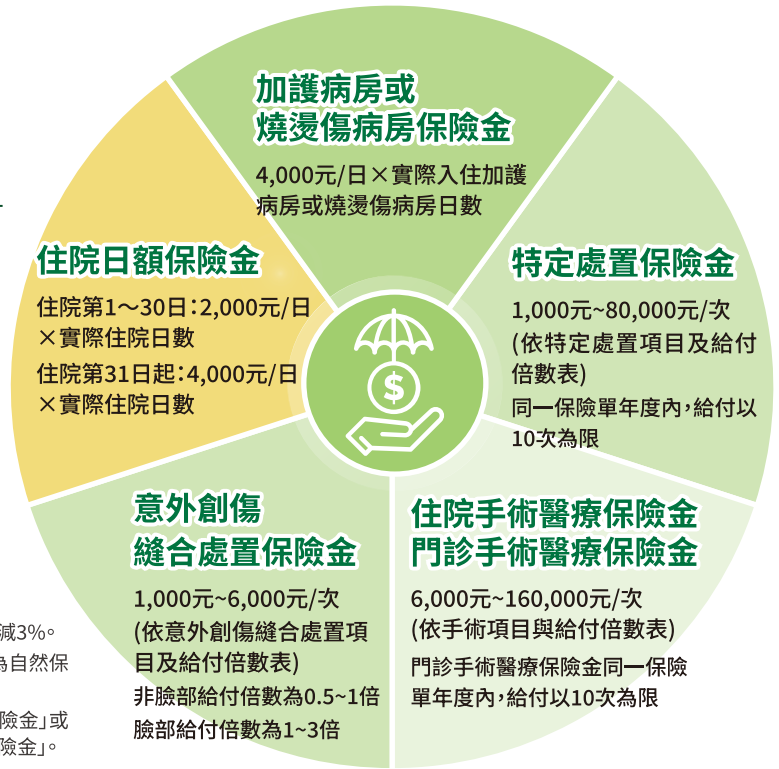 加護病房或
燒燙傷病房保險金
4,000元/日×實際入住加護
病房或燒燙傷病房日數
住院日額保險金
住院第1～30日：2,000元/日
×實際住院日數
住院第31日起：4,000元/日
×實際住院日數
特定處置保險金
1,000元~80,000元/次
(依特定處置項目及給付
倍數表)
同一保險單年度內，給付以
10次為限
$
意外創傷
縫合處置保險金
1,000元~6,000元/次
(依意外創傷縫合處置項
目及給付倍數表)
非臉部給付倍數為0.5~1倍
臉部給付倍數為1~3倍
住院手術醫療保險金
門診手術醫療保險金
6,000元~160,000元/次
(依手術項目與給付倍數表)
門診手術醫療保險金同一保險
單年度內，給付以10次為限
減3%。
為自然保
險金」或
險金」。